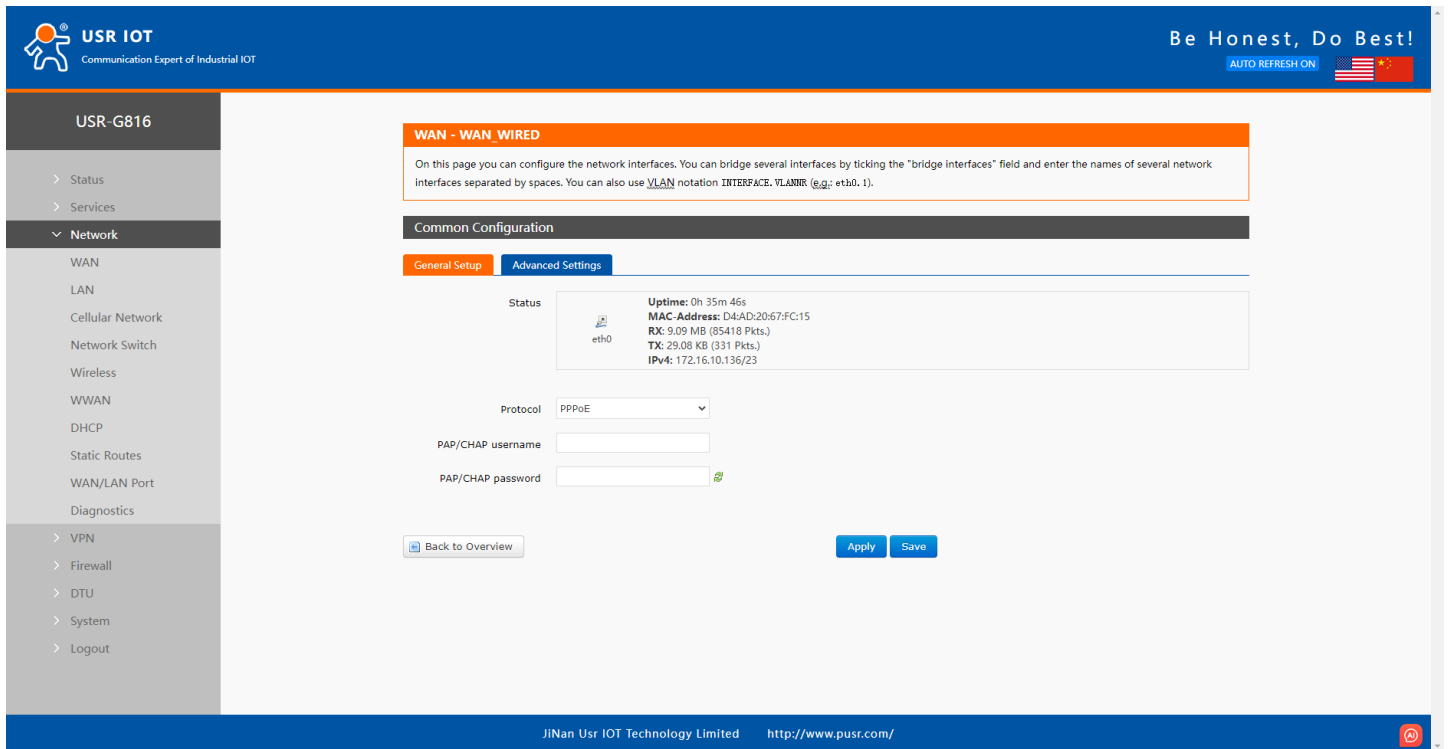 USR IOT
Communication Expert of Industrial IOT
Be Honest, Do Best!
AUTO REFRESH ON
USR-G816
Status
Services
Network
WAN
LAN
Cellular Network
Network Switch
Wireless
WWAN
DHCP
Static Routes
WAN/LAN Port
Diagnostics
VPN
Firewall
DTU
System
Logout
WAN - WAN_WIRED
On this page you can configure the network interfaces. You can bridge several interfaces by ticking the "bridge interfaces" field and enter the names of several network
interfaces separated by spaces. You can also use VLAN notation INTERFACE.VLANNR (e.g.: eth0.1).
Common Configuration
General Setup Advanced Settings
Status
eth0
Uptime: 0h 35m 46s
MAC-Address: D4:AD:20:67:FC:15
RX: 9.09 MB (85418 Pkts.)
TX: 29.08 KB (331 Pkts.)
IPv4: 172.16.10.136/23
Protocol PPPoE
PAP/CHAP username
PAP/CHAP password
Back to Overview Apply Save
JiNan Usr IOT Technology Limited http://www.pusr.com/